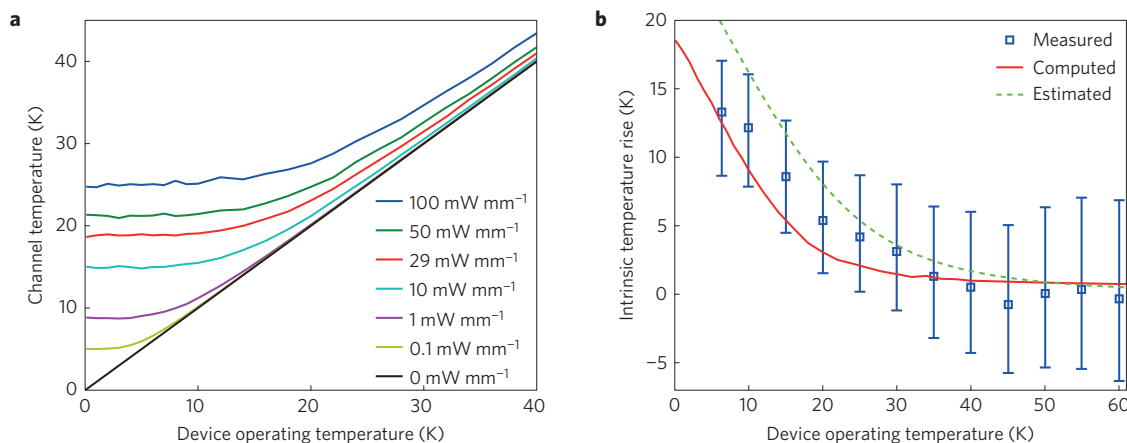 a
Channel temperature (K)
40
30
20
10
0
0 10 20 30 40
Device operating temperature (K)
100 mW mm⁻¹
50 mW mm⁻¹
29 mW mm⁻¹
10 mW mm⁻¹
1 mW mm⁻¹
0.1 mW mm⁻¹
0 mW mm⁻¹
b
Intrinsic temperature rise (K)
20
15
10
5
0
−5
0 10 20 30 40 50 60
Device operating temperature (K)
Measured
Computed
Estimated